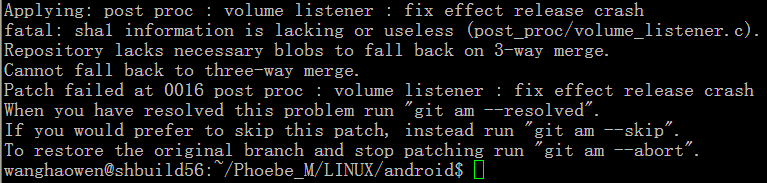 Applying: post proc : volume listener : fix effect release crash
fatal: sha1 information is lacking or useless (post_proc/volume_listener.c).
Repository lacks necessary blobs to fall back on 3-way merge.
Cannot fall back to three-way merge.
Patch failed at 0016 post proc : volume listener : fix effect release crash
When you have resolved this problem run "git am --resolved".
If you would prefer to skip this patch, instead run "git am --skip".
To restore the original branch and stop patching run "git am --abort".
wanghaowen@shbuild56:~/Phoebe_M/LINUX/android$